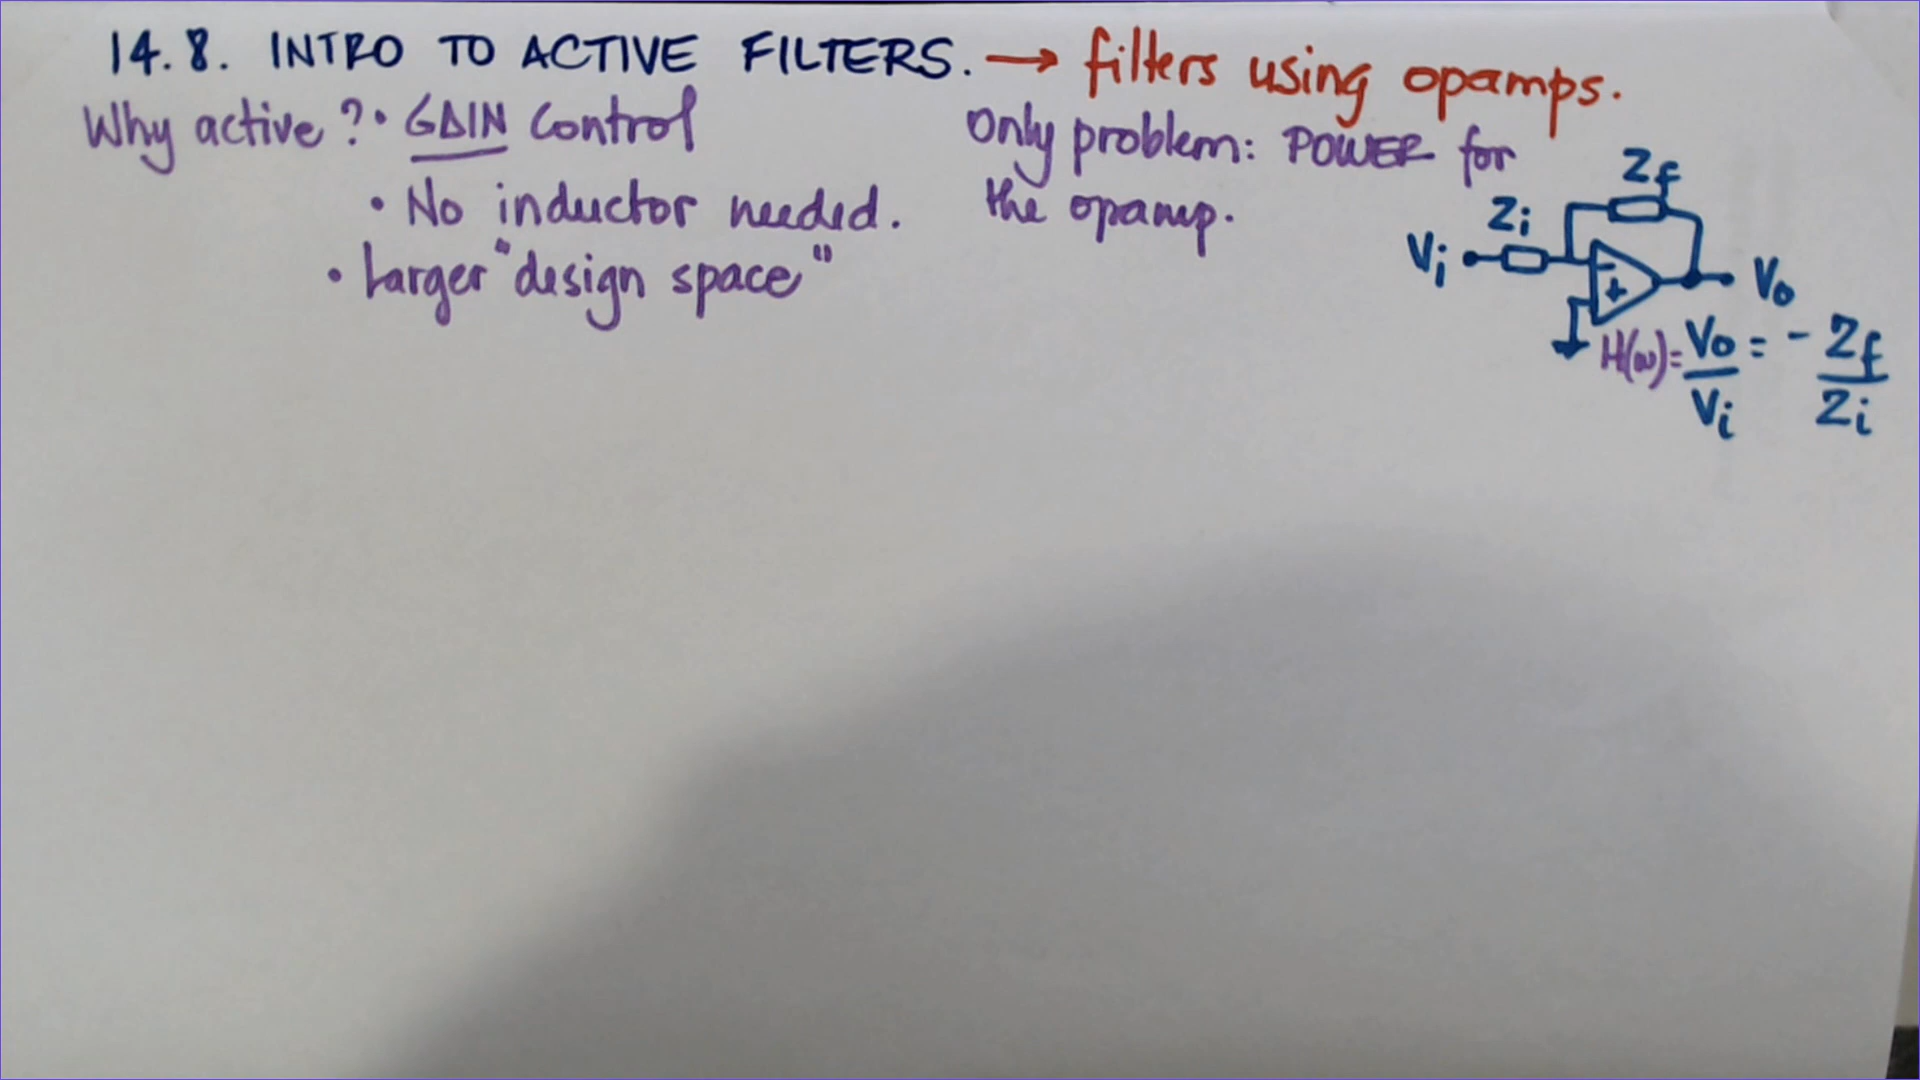 14.8. INTRO TO ACTIVE FILTERS. → filters using opamps.
Why active? • GAIN control
• No inductor needed.
• Larger "design space"
Only problem: POWER for
the opamp.
Zf
Zi
Vi
Vo
H(ω) = Vo/Vi = - Zf/Zi